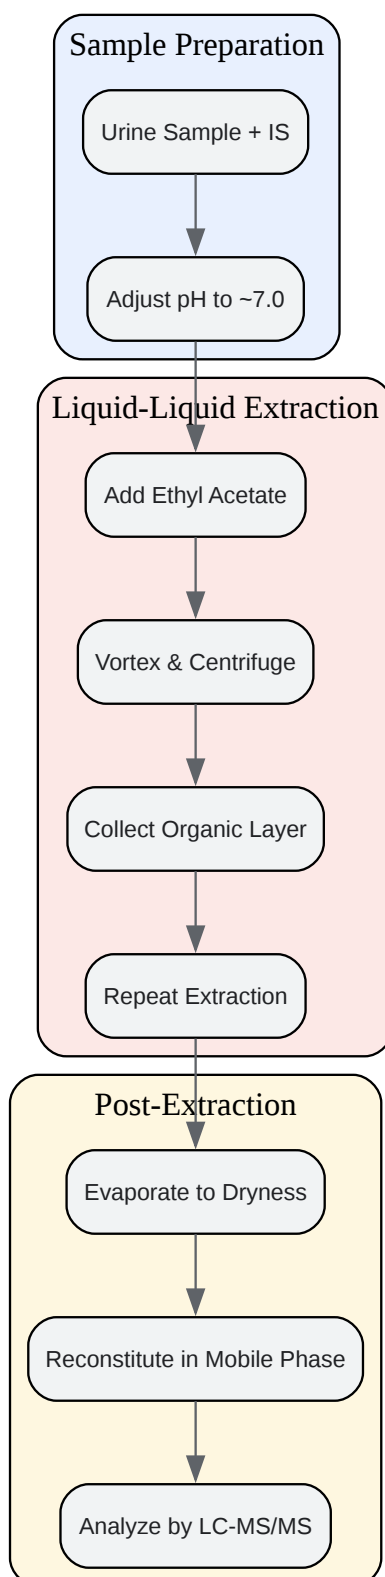 Sample Preparation
Urine Sample + IS
Adjust pH to ~7.0
Liquid-Liquid Extraction
Add Ethyl Acetate
Vortex & Centrifuge
Collect Organic Layer
Repeat Extraction
Post-Extraction
Evaporate to Dryness
Reconstitute in Mobile Phase
Analyze by LC-MS/MS